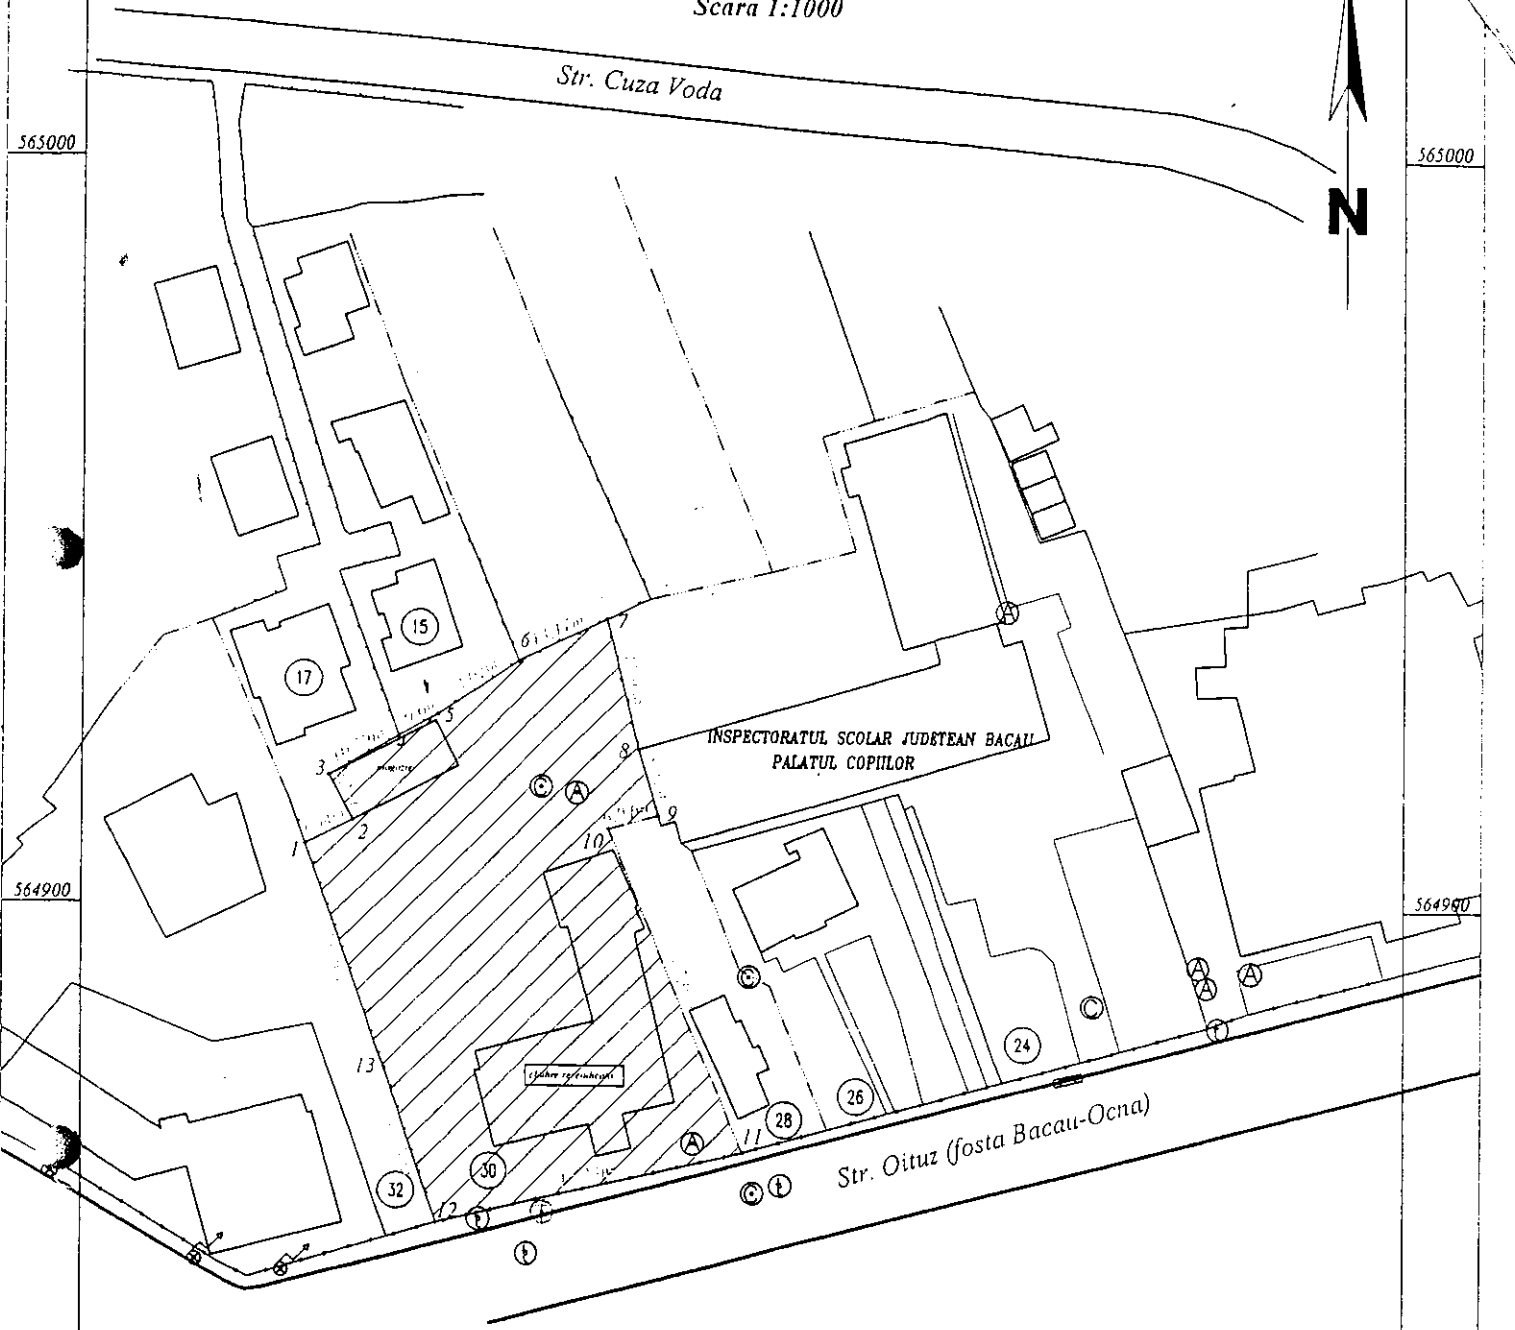 Scara 1:1000
Str. Cuza Voda
565000
565000
N
15
17
6
7
5
4
3
8
INSPECTORATUL SCOLAR JUDETEAN BACAU
PALATUL COPIILOR
A
C
A
9
10
2
1
564900
564900
C
C
A
A
A
13
24
26
28
11
A
30
32
12
C
Str. Oituz (fosta Bacau-Ocna)